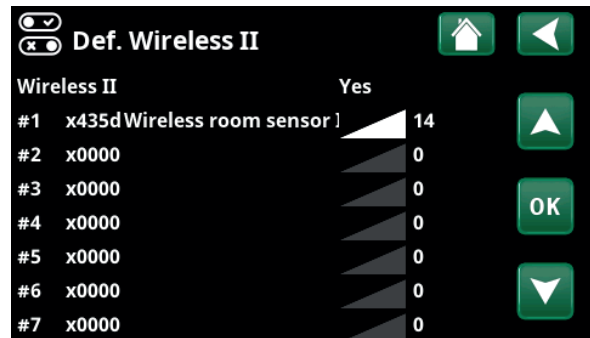 Def. Wireless II
Wireless II Yes
#1 x435d Wireless room sensor 14
#2 x0000 0
#3 x0000 0
#4 x0000 0
OK
#5 x0000 0
#6 x0000 0
#7 x0000 0